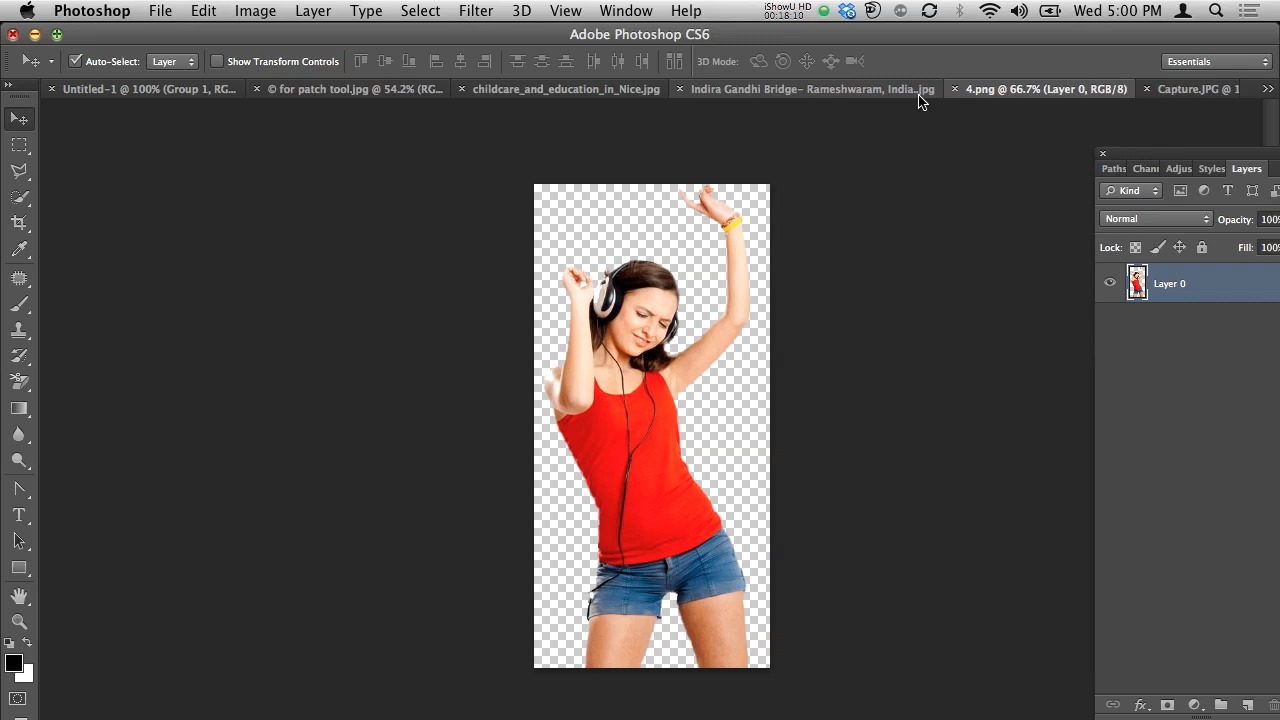 Photoshop File Edit Image Layer Type Select Filter 3D View Window Help iShowU HD 00:18:10 Wed 5:00 PM
Adobe Photoshop CS6
Auto-Select: Layer Show Transform Controls 3D Mode: Essentials
Untitled-1 @ 100% (Group 1, RG... © for patch tool.jpg @ 54.2% (RG... childcare_and_education_in_Nice.jpg Indira Gandhi Bridge- Rameshwaram, India..jpg 4.png @ 66.7% (Layer 0, RGB/8) Capture.JPG @ 1
Paths Chann Adjus Styles Layers
Kind
Normal Opacity: 100%
Lock: Fill: 100%
Layer 0